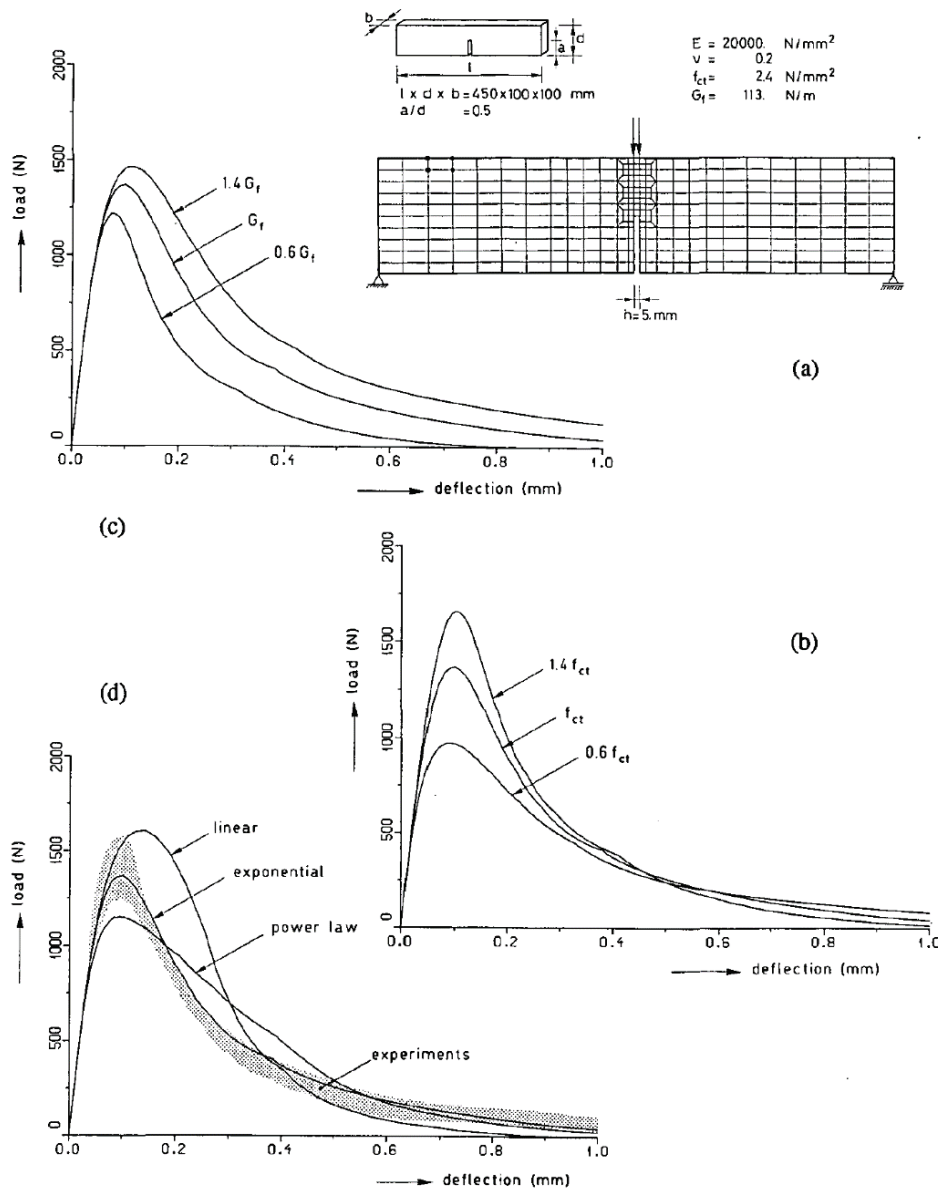 b
d
a
l
l x d x b = 450x100x100 mm
a/d = 0.5
E = 20000. N/mm²
ν = 0.2
f_ct = 2.4 N/mm²
G_f = 113. N/m
h=5.mm
(a)
load (N)
2000
1500
1000
500
0
1.4 G_f
G_f
0.6 G_f
0.0 0.2 0.4 0.6 0.8 1.0
deflection (mm)
(c)
load (N)
2000
1500
1000
500
0
1.4 f_ct
f_ct
0.6 f_ct
(b)
0.0 0.2 0.4 0.6 0.8 1.0
deflection (mm)
(d)
load (N)
2000
1500
1000
500
0
linear
exponential
power law
experiments
0.0 0.2 0.4 0.6 0.8 1.0
deflection (mm)